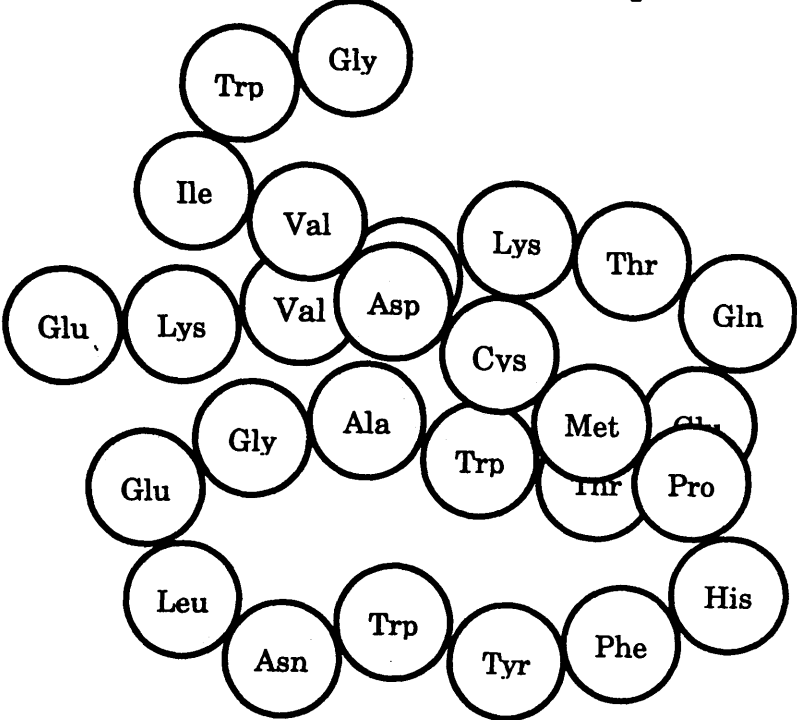 Gly
Trp
Ile
Val
Lys
Thr
Gln
Asp
Val
Lys
Glu
Cvs
Met
Ala
Gly
Trp
Pro
Glu
Leu
His
Trp
Phe
Asn
Tyr